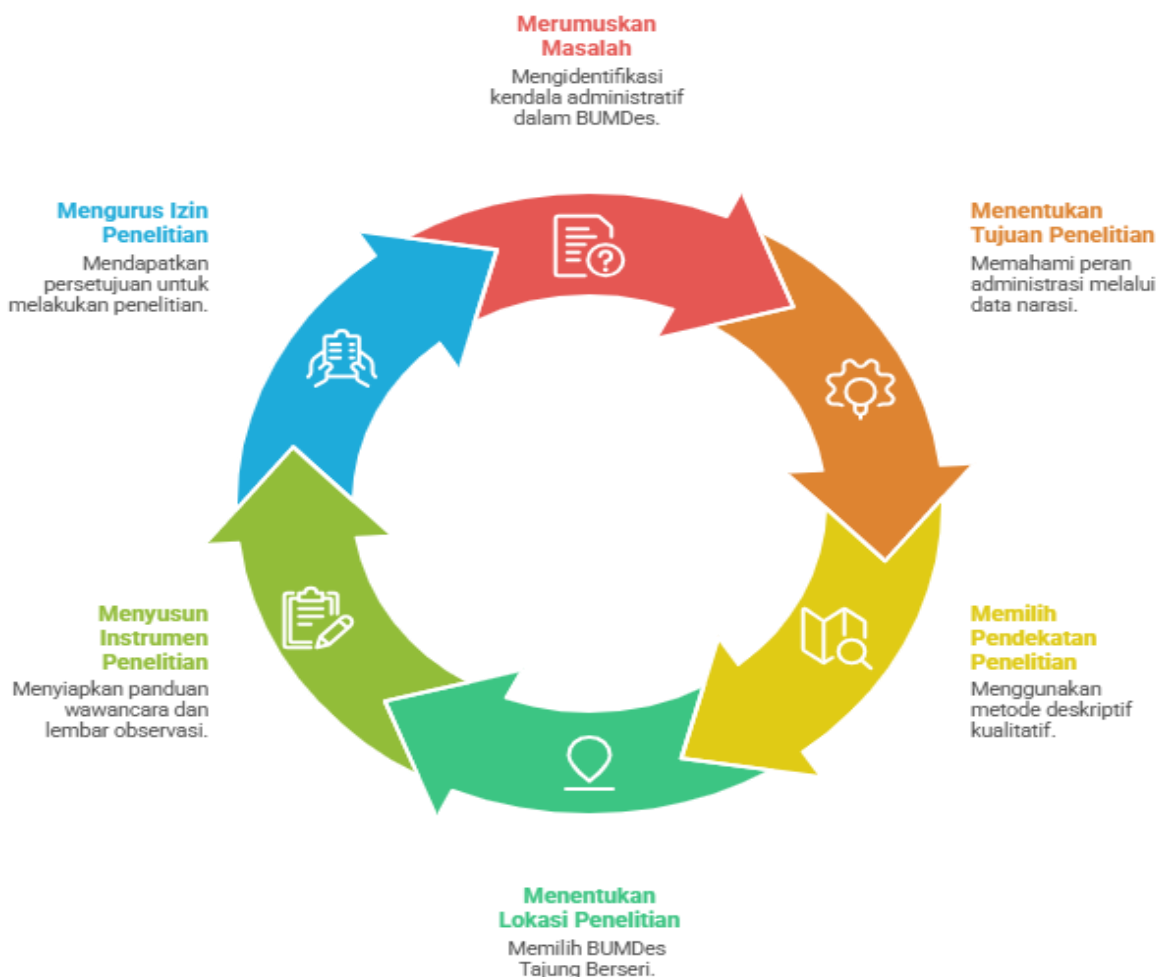 Merumuskan
Masalah
Mengidentifikasi
kendala administratif
dalam BUMDes.
Menentukan
Tujuan Penelitian
Memahami peran
administrasi melalui
data narasi.
Memilih
Pendekatan
Penelitian
Menggunakan
metode deskriptif
kualitatif.
Menentukan
Lokasi Penelitian
Memilih BUMDes
Tajung Berseri.
Menyusun
Instrumen
Penelitian
Menyiapkan panduan
wawancara dan
lembar observasi.
Mengurus Izin
Penelitian
Mendapatkan
persetujuan untuk
melakukan penelitian.
?